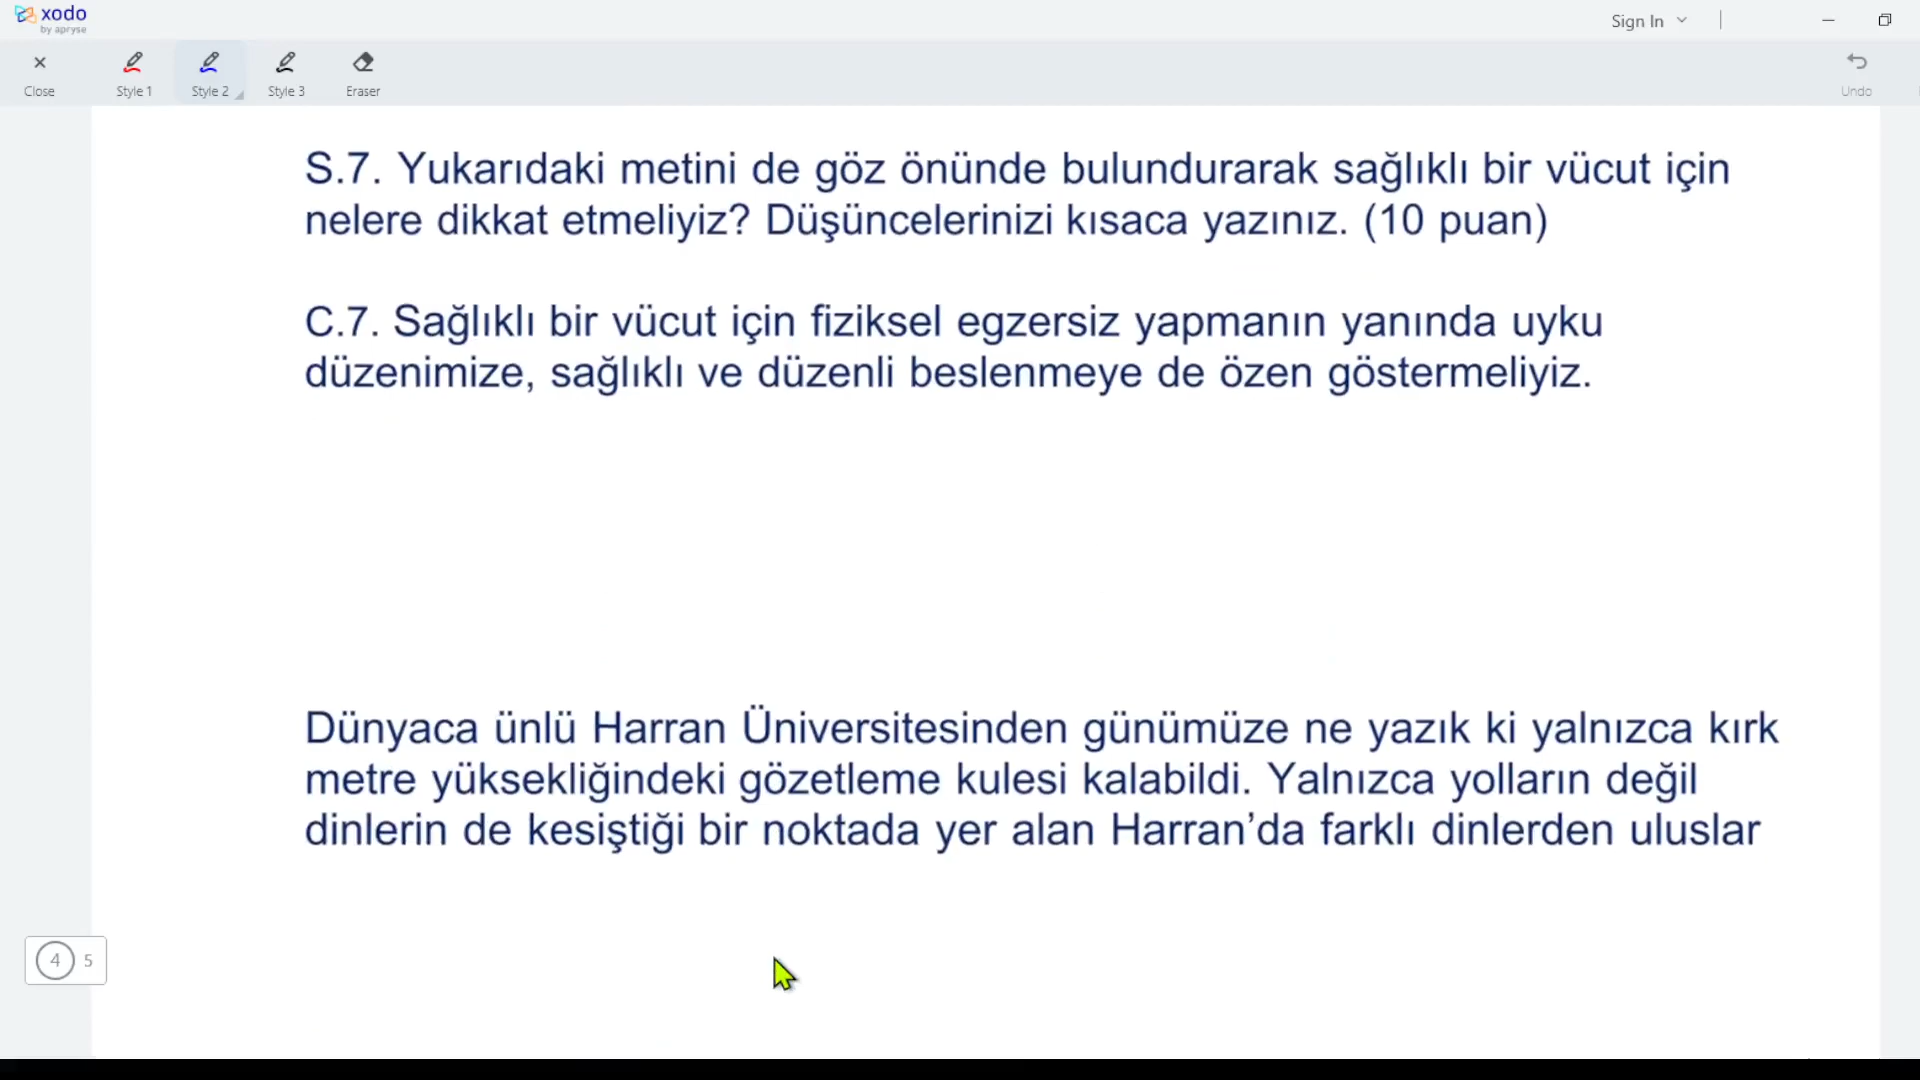 xodo
by apryse
Sign In
Close
Style 1
Style 2
Style 3
Eraser
Undo
S.7. Yukarıdaki metini de göz önünde bulundurarak sağlıklı bir vücut için
nelere dikkat etmeliyiz? Düşüncelerinizi kısaca yazınız. (10 puan)
C.7. Sağlıklı bir vücut için fiziksel egzersiz yapmanın yanında uyku
düzenimize, sağlıklı ve düzenli beslenmeye de özen göstermeliyiz.
Dünyaca ünlü Harran Üniversitesinden günümüze ne yazık ki yalnızca kırk
metre yüksekliğindeki gözetleme kulesi kalabildi. Yalnızca yolların değil
dinlerin de kesiştiği bir noktada yer alan Harran’da farklı dinlerden uluslar
4 5